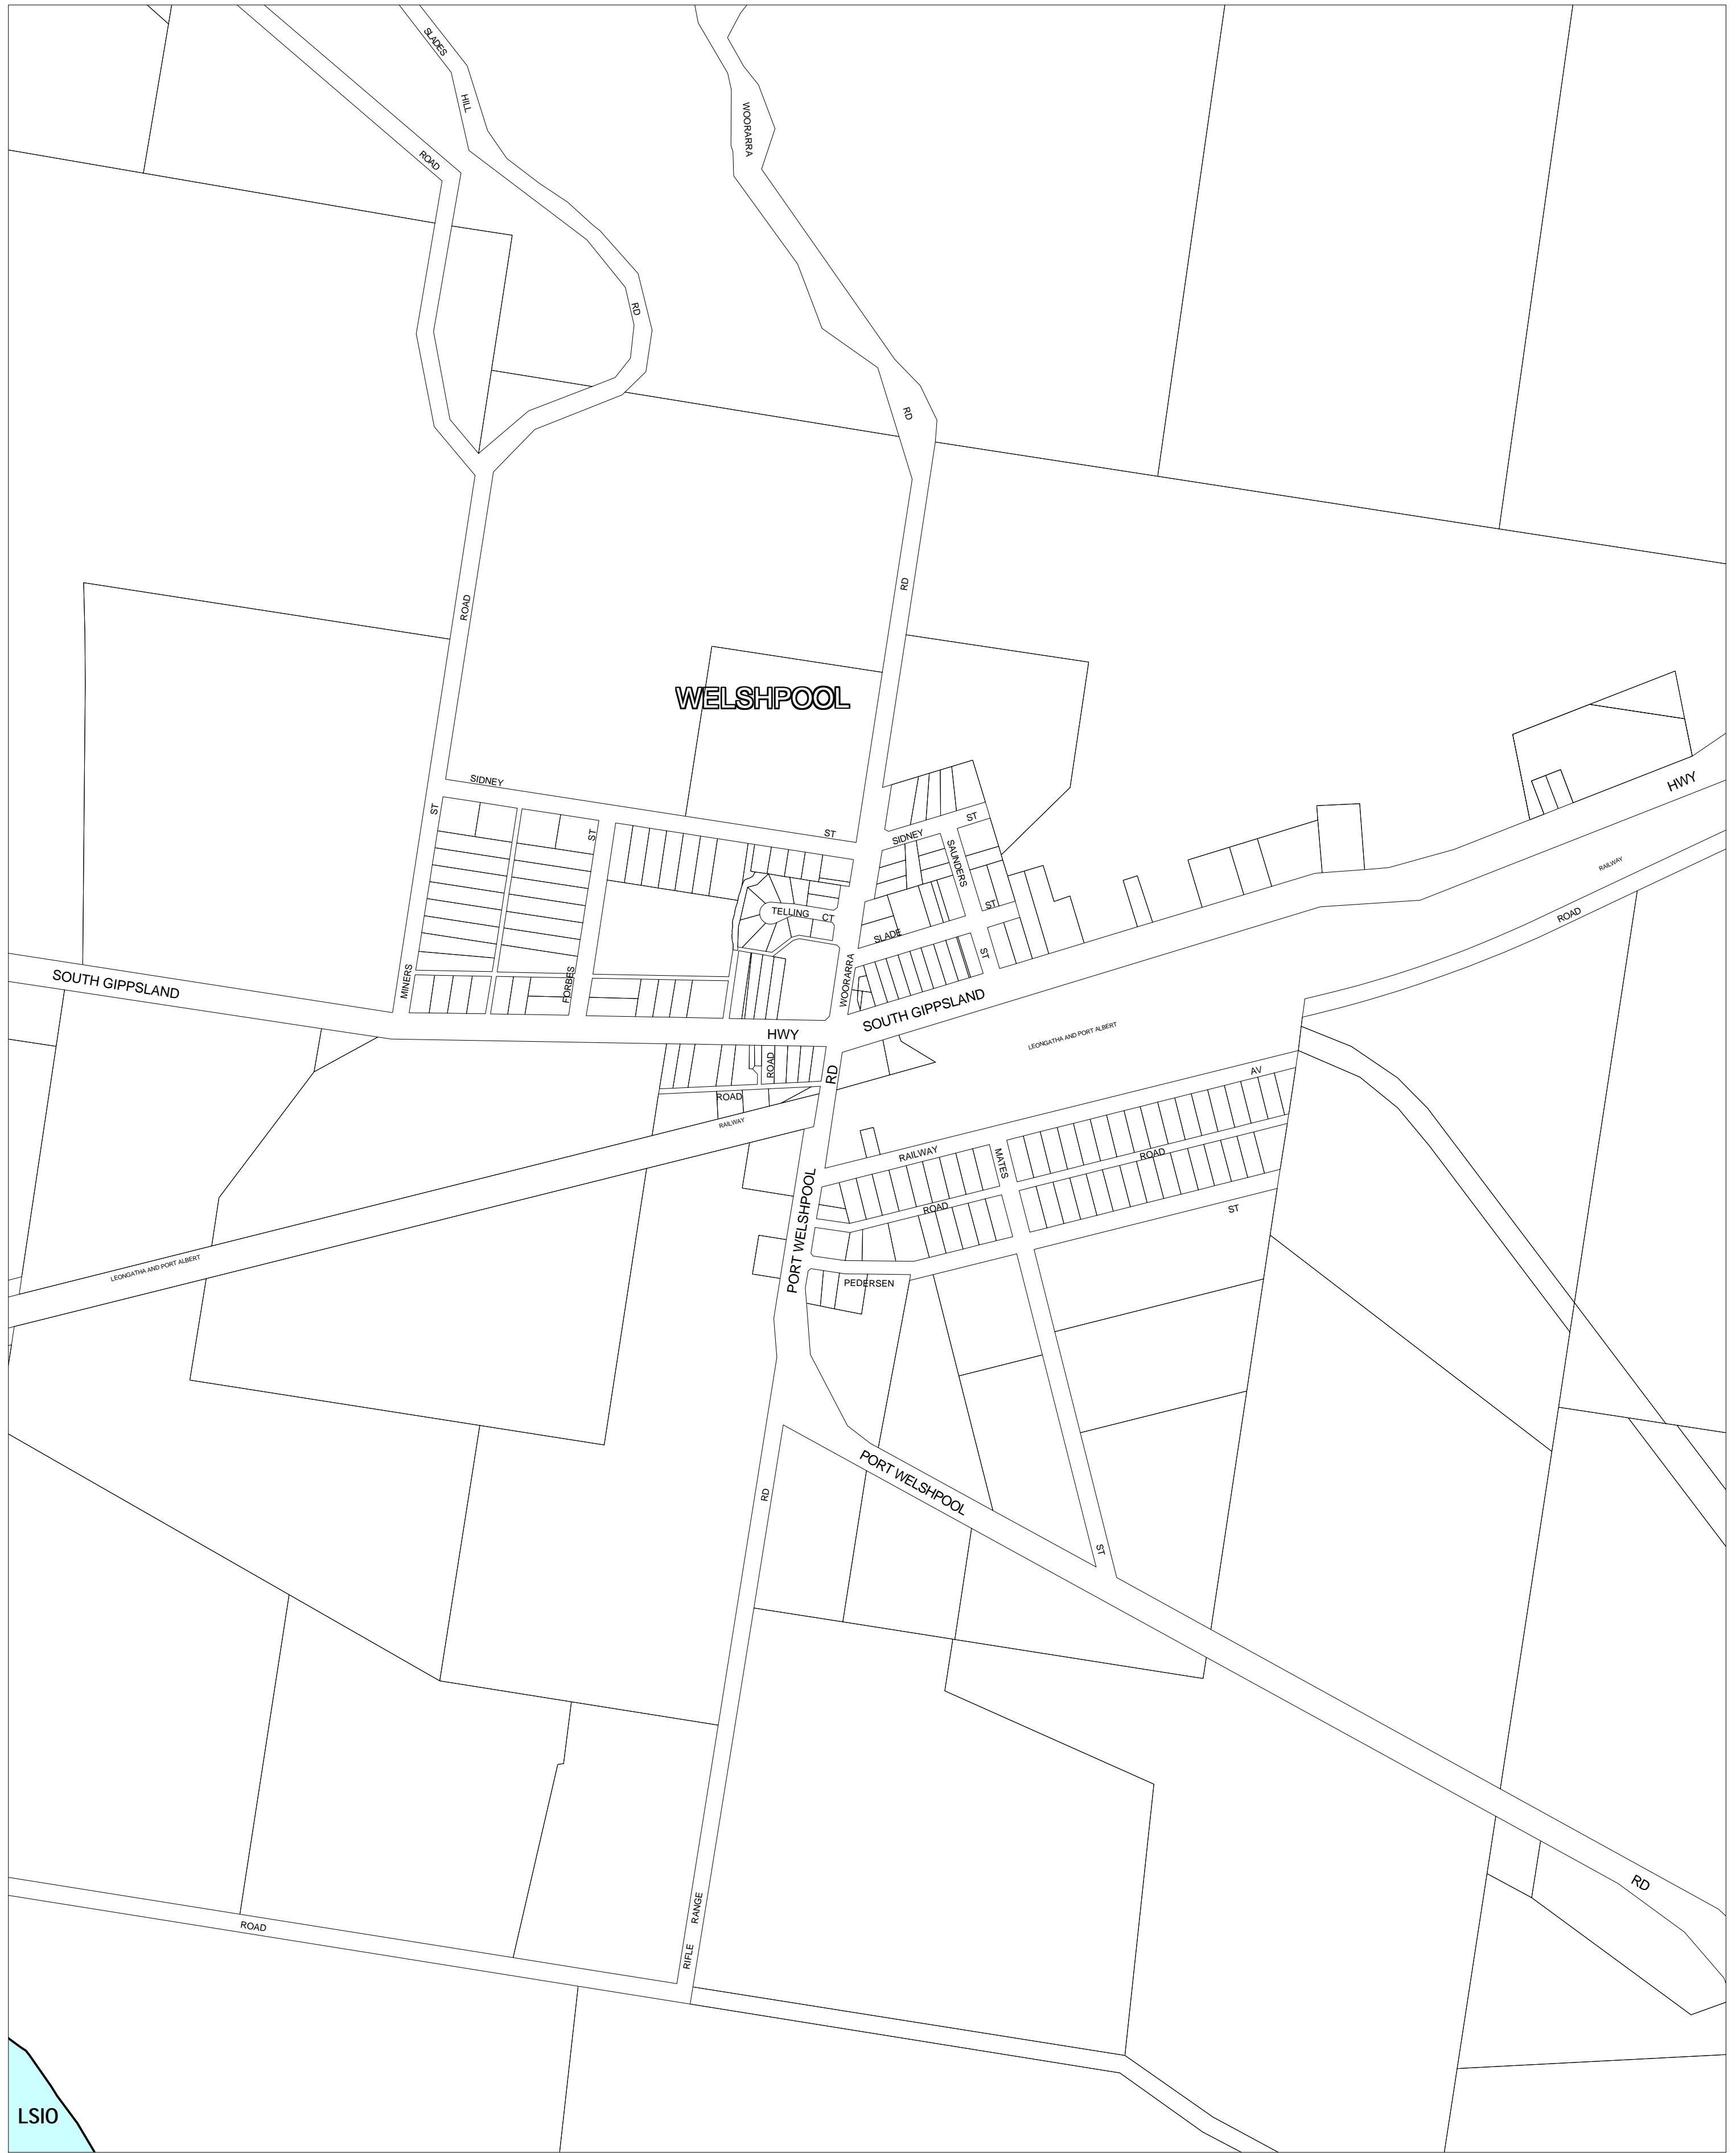 SLADES
HILL
WOORARRA
ROAD
RD
RD
RD
ROAD
WELSHPOOL
SIDNEY
ST
ST
ST
SIDNEY
ST
SAUNDERS
HWY
RAILWAY
TELLING
CT
ST
ROAD
SLADE
ST
SOUTH GIPPSLAND
MINERS
FORBES
WOORARRA
SOUTH GIPPSLAND
HWY
LEONGATHA AND PORT ALBERT
ROAD
RD
AV
ROAD
RAILWAY
RAILWAY
MATES
ROAD
ROAD
ST
PORT WELSHPOOL
LEONGATHA AND PORT ALBERT
PEDERSEN
PORT WELSHPOOL
RD
ST
RD
RANGE
ROAD
RIFLE
LSIO